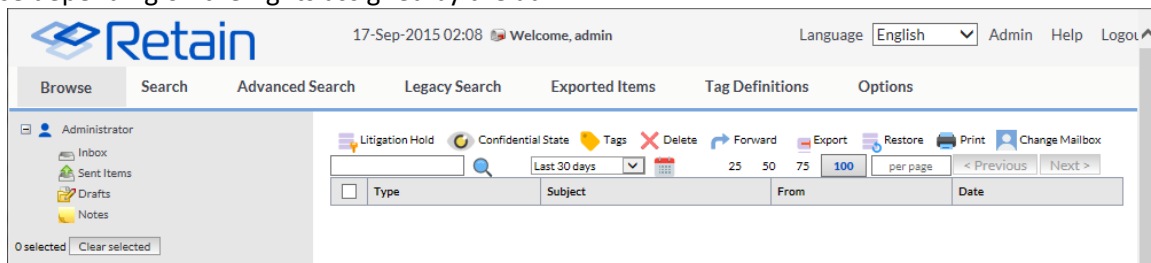 Retain
17-Sep-2015 02:08 Welcome, admin Language English Admin Help
Browse Search Advanced Search Legacy Search Exported Items Tag Definitions Options
Administrator
Inbox
Sent Items
Drafts
Notes
0 selected Clear selected
Litigation Hold Confidential State Tags Delete Forward Export Restore Print Change Mailbox
Last 30 days 25 50 75 100 per page < Previous Next >
Type Subject From Date